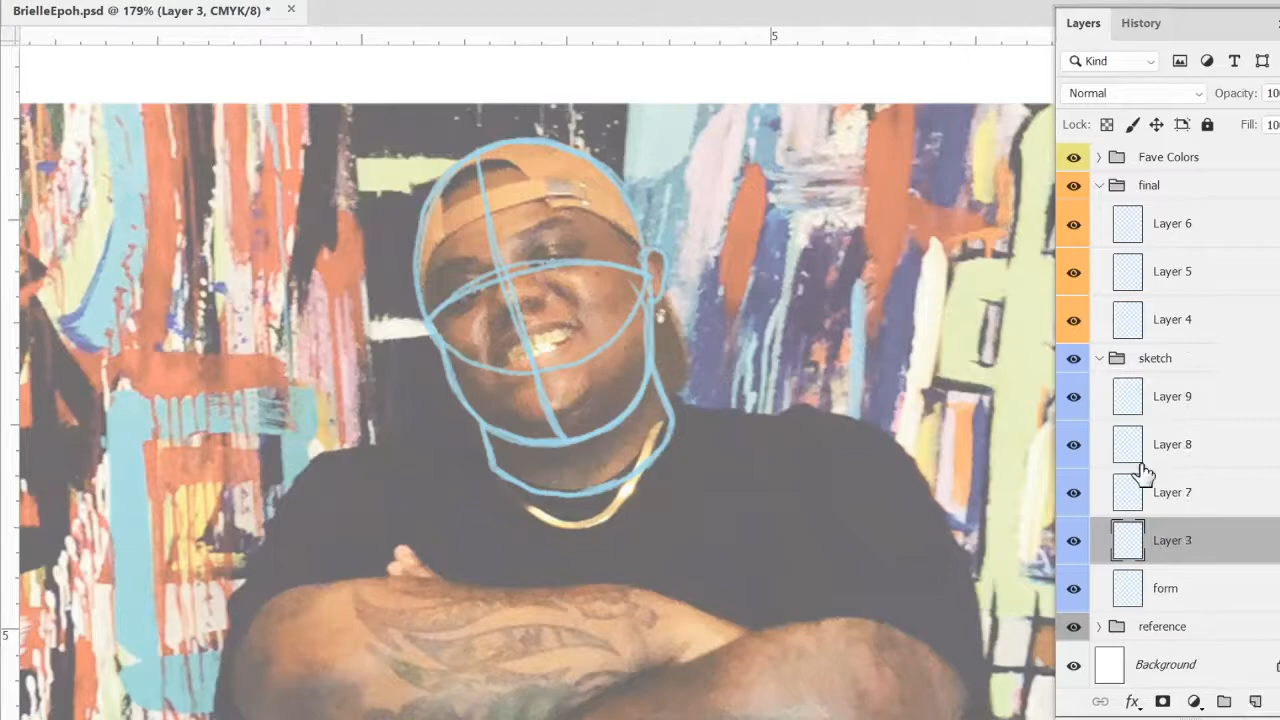 BrielleEpoh.psd @ 179% (Layer 3, CMYK/8) *
5
5
Layers
History
Kind
Normal
Opacity: 10
Lock:
Fill: 10
Fave Colors
final
Layer 6
Layer 5
Layer 4
sketch
Layer 9
Layer 8
Layer 7
Layer 3
form
reference
Background
fx